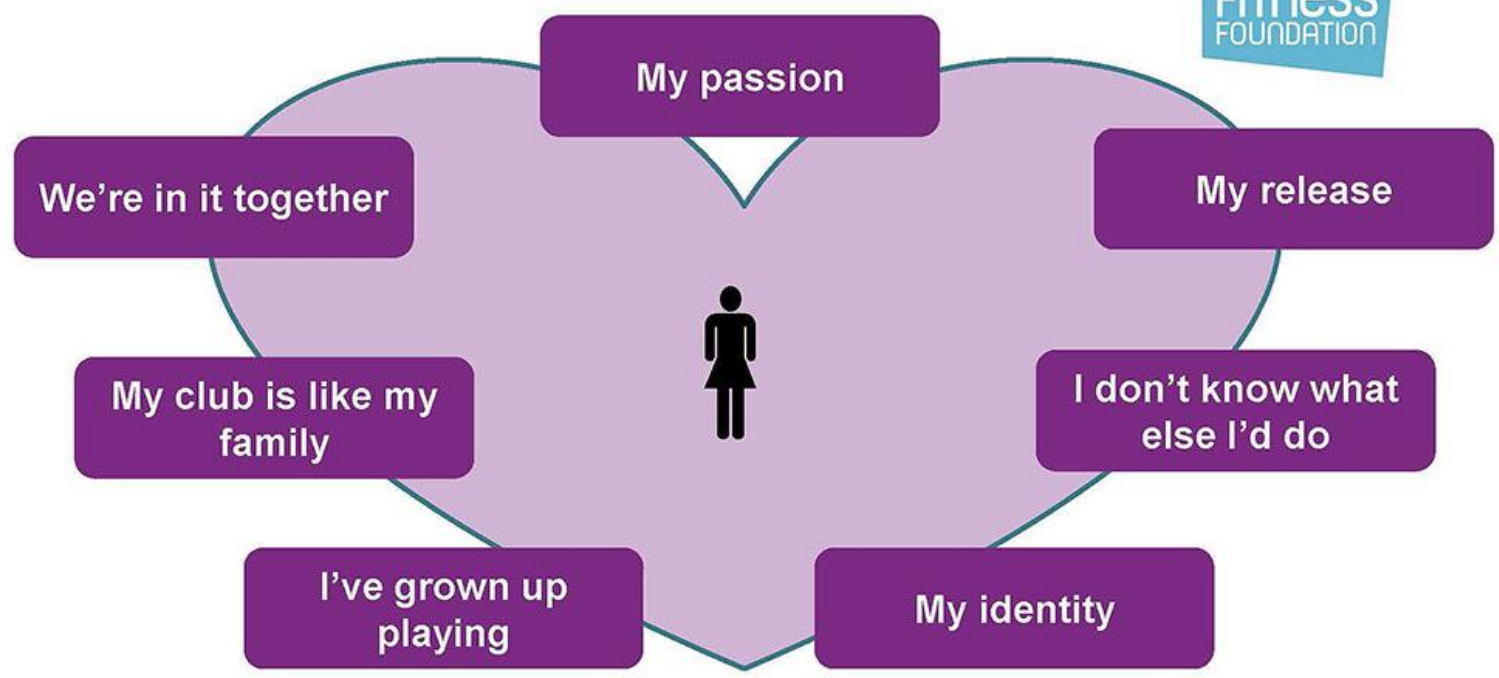 FITNESS
FOUNDATION
My passion
We're in it together
My release
My club is like my
family
I don't know what
else I'd do
I've grown up
playing
My identity